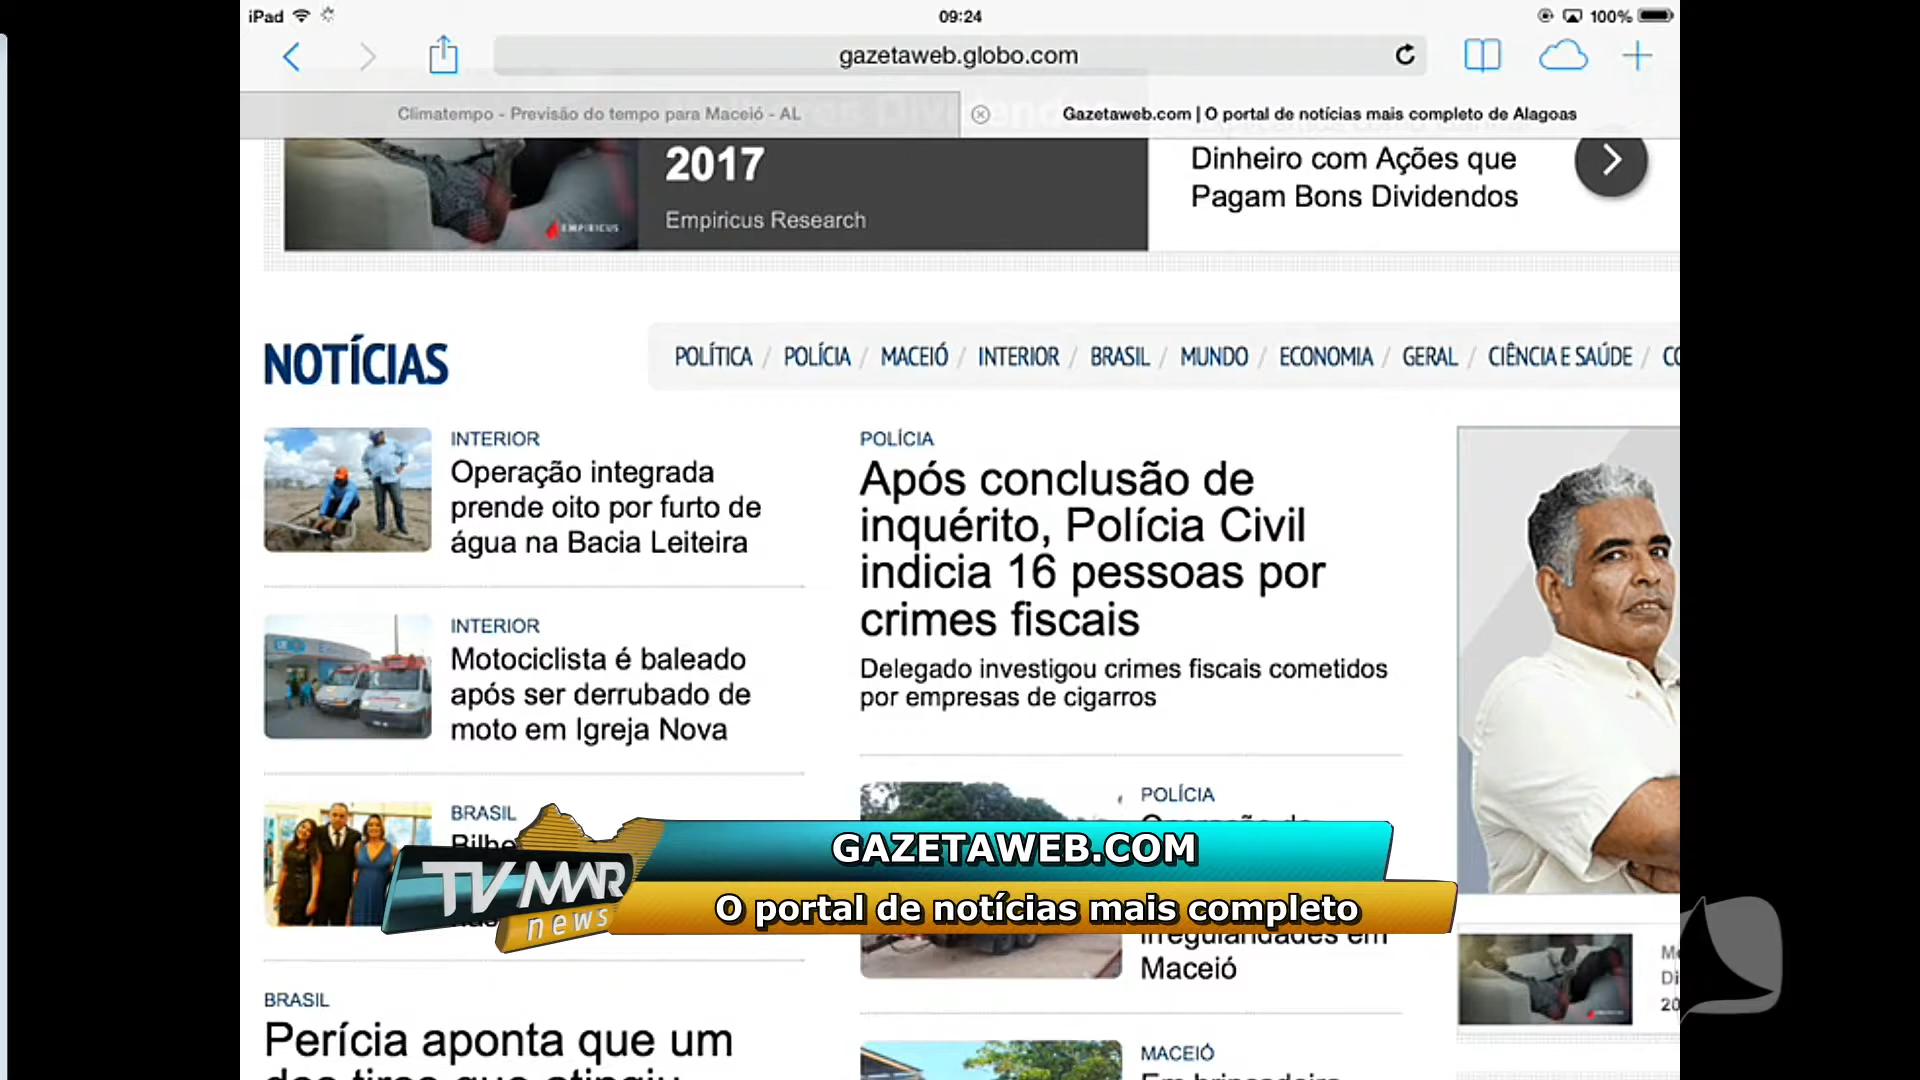 iPad
09:24
100%
gazetaweb.globo.com
Climatempo - Previsão do tempo para Maceió - AL
Gazetaweb.com | O portal de notícias mais completo de Alagoas
2017
Empiricus Research
EMPIRICUS
Dinheiro com Ações que
Pagam Bons Dividendos
NOTÍCIAS
POLÍTICA / POLÍCIA / MACEIÓ / INTERIOR / BRASIL / MUNDO / ECONOMIA / GERAL / CIÊNCIA E SAÚDE /
INTERIOR
Operação integrada
prende oito por furto de
água na Bacia Leiteira
INTERIOR
Motociclista é baleado
após ser derrubado de
moto em Igreja Nova
BRASIL
BRASIL
Perícia aponta que um
POLÍCIA
Após conclusão de
inquérito, Polícia Civil
indicia 16 pessoas por
crimes fiscais
Delegado investigou crimes fiscais cometidos
por empresas de cigarros
POLÍCIA
irregularidades em
Maceió
MACEIÓ
TV MAR
news
GAZETAWEB.COM
O portal de notícias mais completo